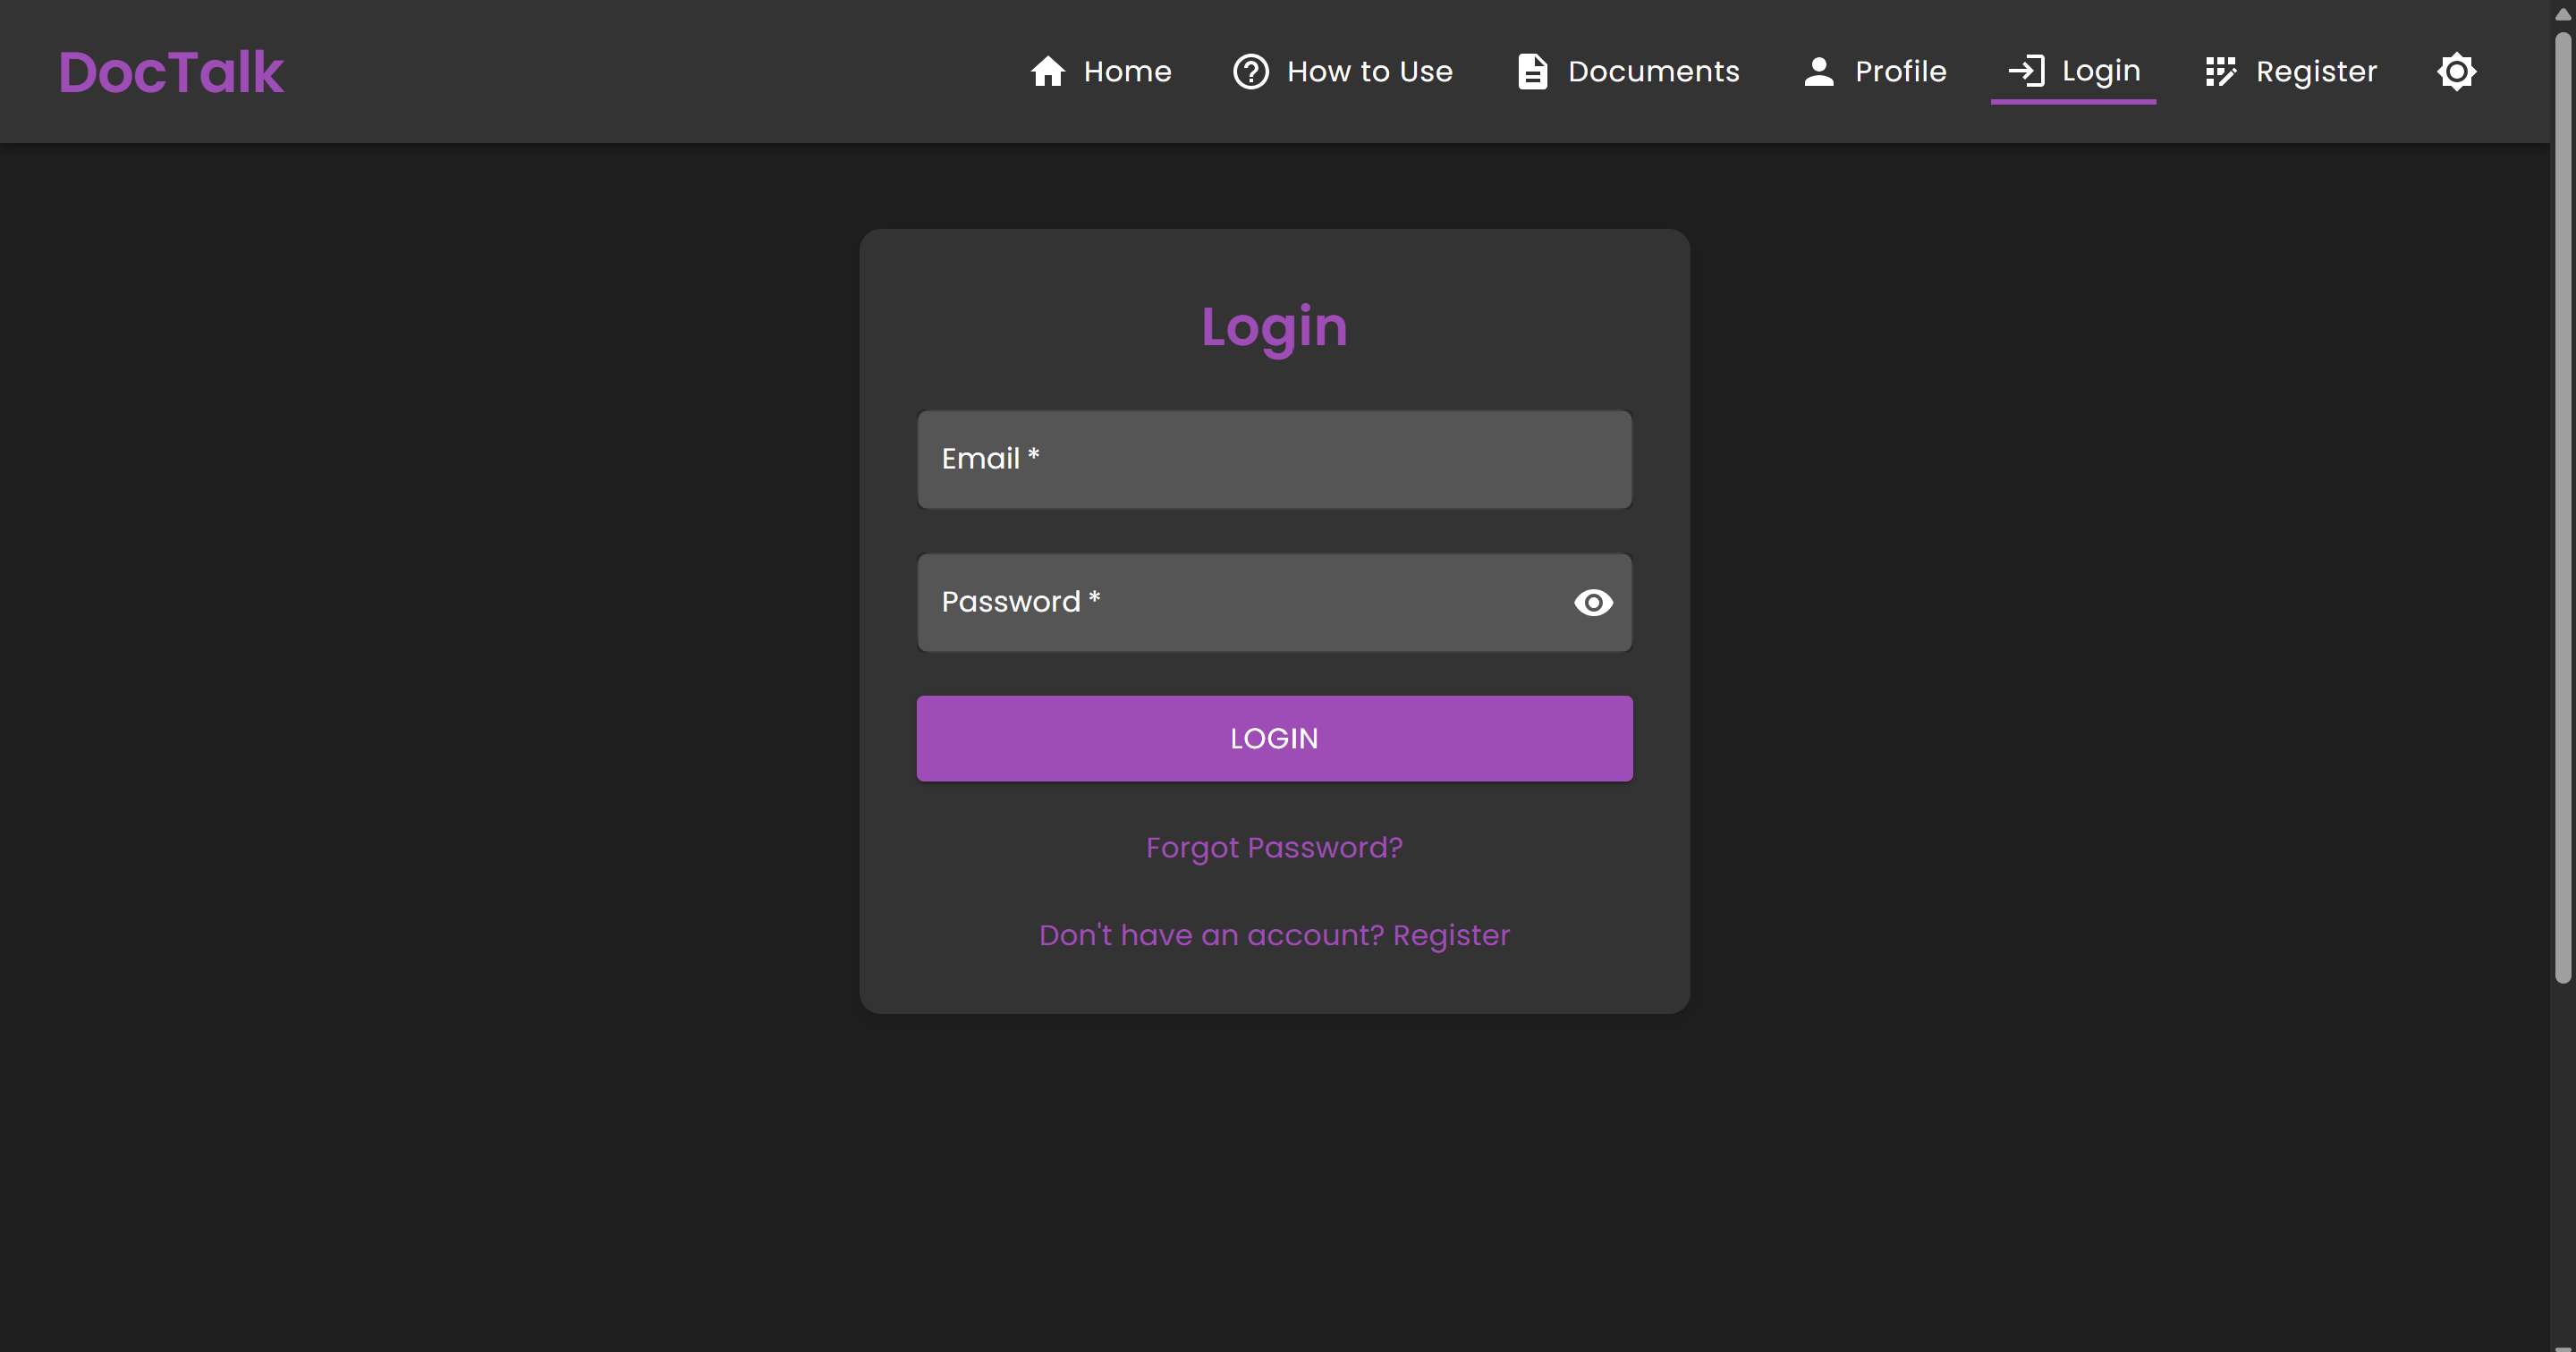 DocTalk
Home
How to Use
Documents
Profile
Login
Register
Login
Email *
Password *
LOGIN
Forgot Password?
Don't have an account? Register